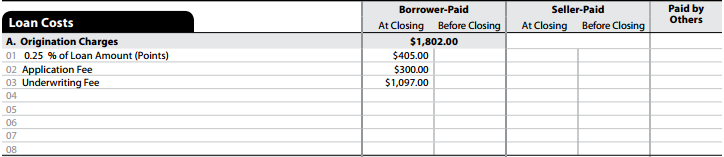 Loan Costs
Borrower-Paid Seller-Paid Paid by Others
At Closing Before Closing At Closing Before Closing
A. Origination Charges $1,802.00
01 0.25 % of Loan Amount (Points) $405.00
02 Application Fee $300.00
03 Underwriting Fee $1,097.00
04
05
06
07
08